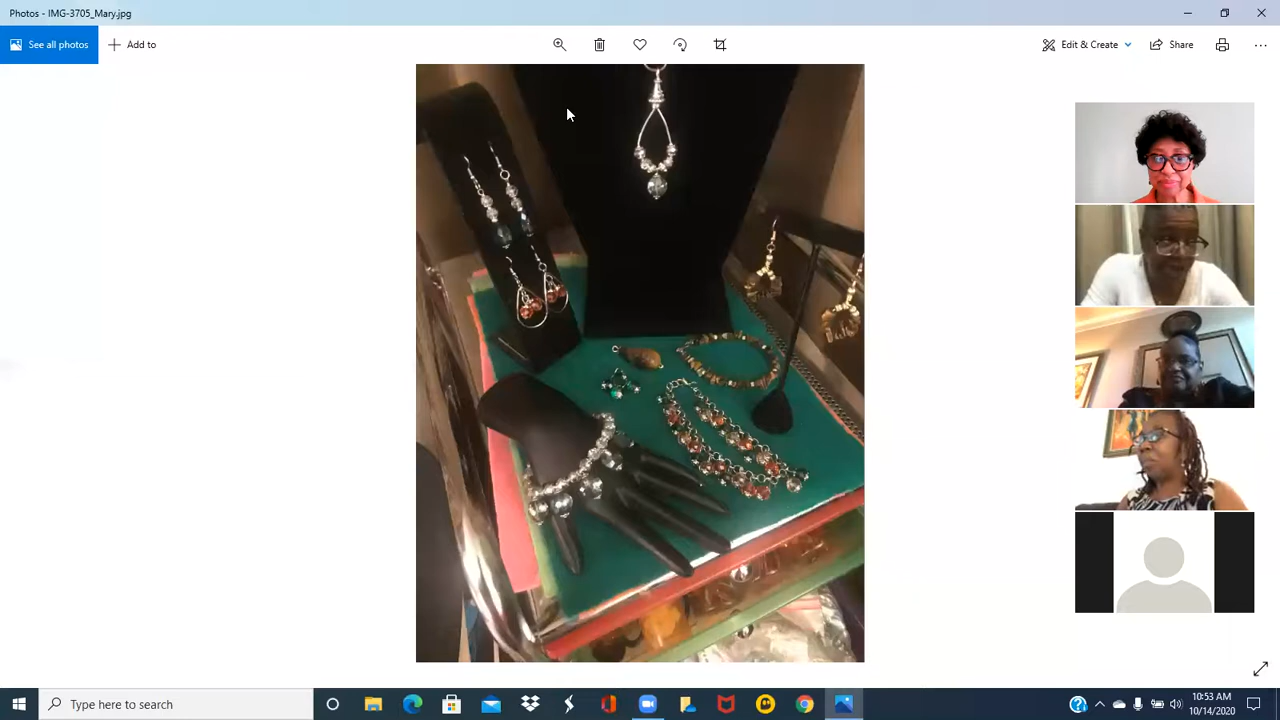 Photos - IMG-3705_Mary.jpg
See all photos
Add to
Edit & Create
Share
Type here to search
10:53 AM
10/14/2020